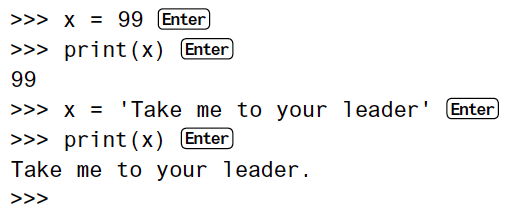 >>> x = 99 Enter
>>> print(x) Enter
99
>>> x = 'Take me to your leader' Enter
>>> print(x) Enter
Take me to your leader.
>>>